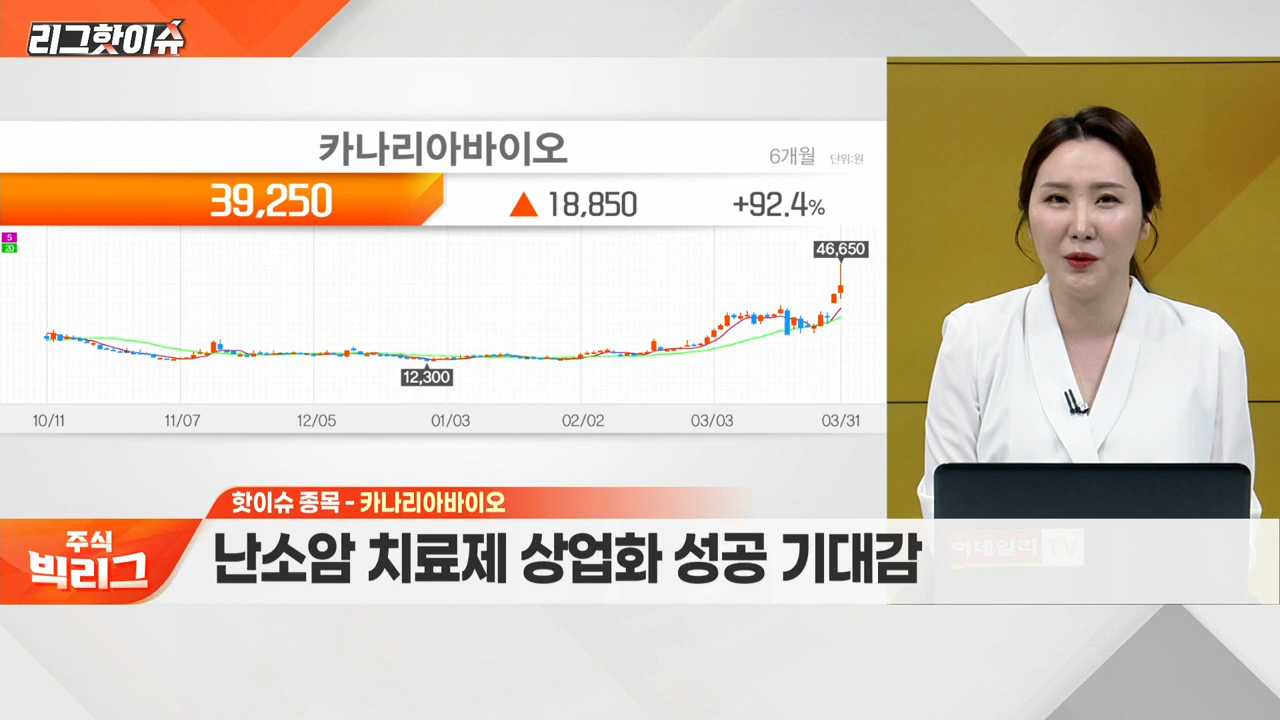 리그핫이슈
카나리아바이오
6개월 단위:원
39,250 ▲ 18,850 +92.4%
5
20
46,650
12,300
10/11 11/07 12/05 01/03 02/02 03/03 03/31
핫이슈 종목 - 카나리아바이오
주식
빅리그
난소암 치료제 상업화 성공 기대감
이데일리 TV